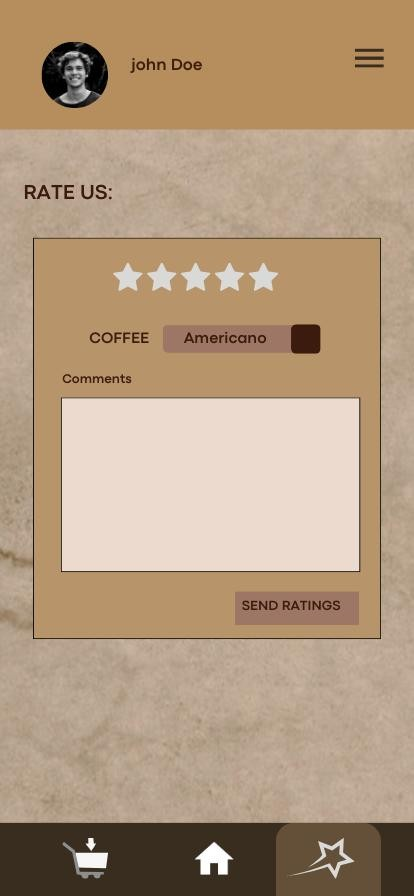 john Doe
RATE US:
COFFEE Americano
Comments
SEND RATINGS